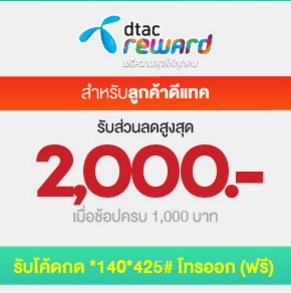 dtac
reward
สำหรับลูกค้าดีแทค
รับส่วนลดสูงสุด
2,000.-
เมื่อช้อปครบ 1,000 บาท
รับโค้ดกด *140*425# โทรออก (ฟรี)